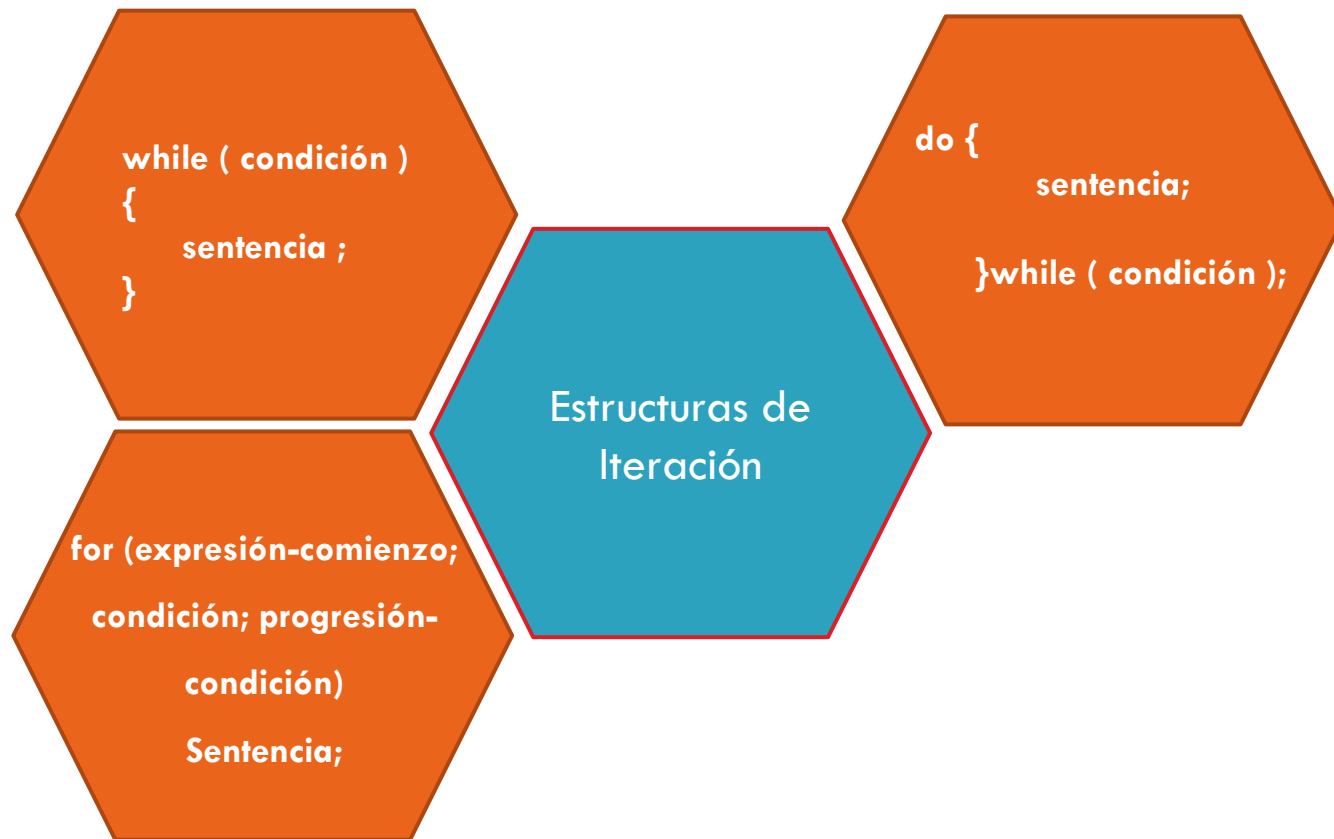 while ( condición )
{
sentencia ;
}
do {
sentencia;
}while ( condición );
Estructuras de
Iteración
for (expresión-comienzo;
condición; progresión-
condición)
Sentencia;